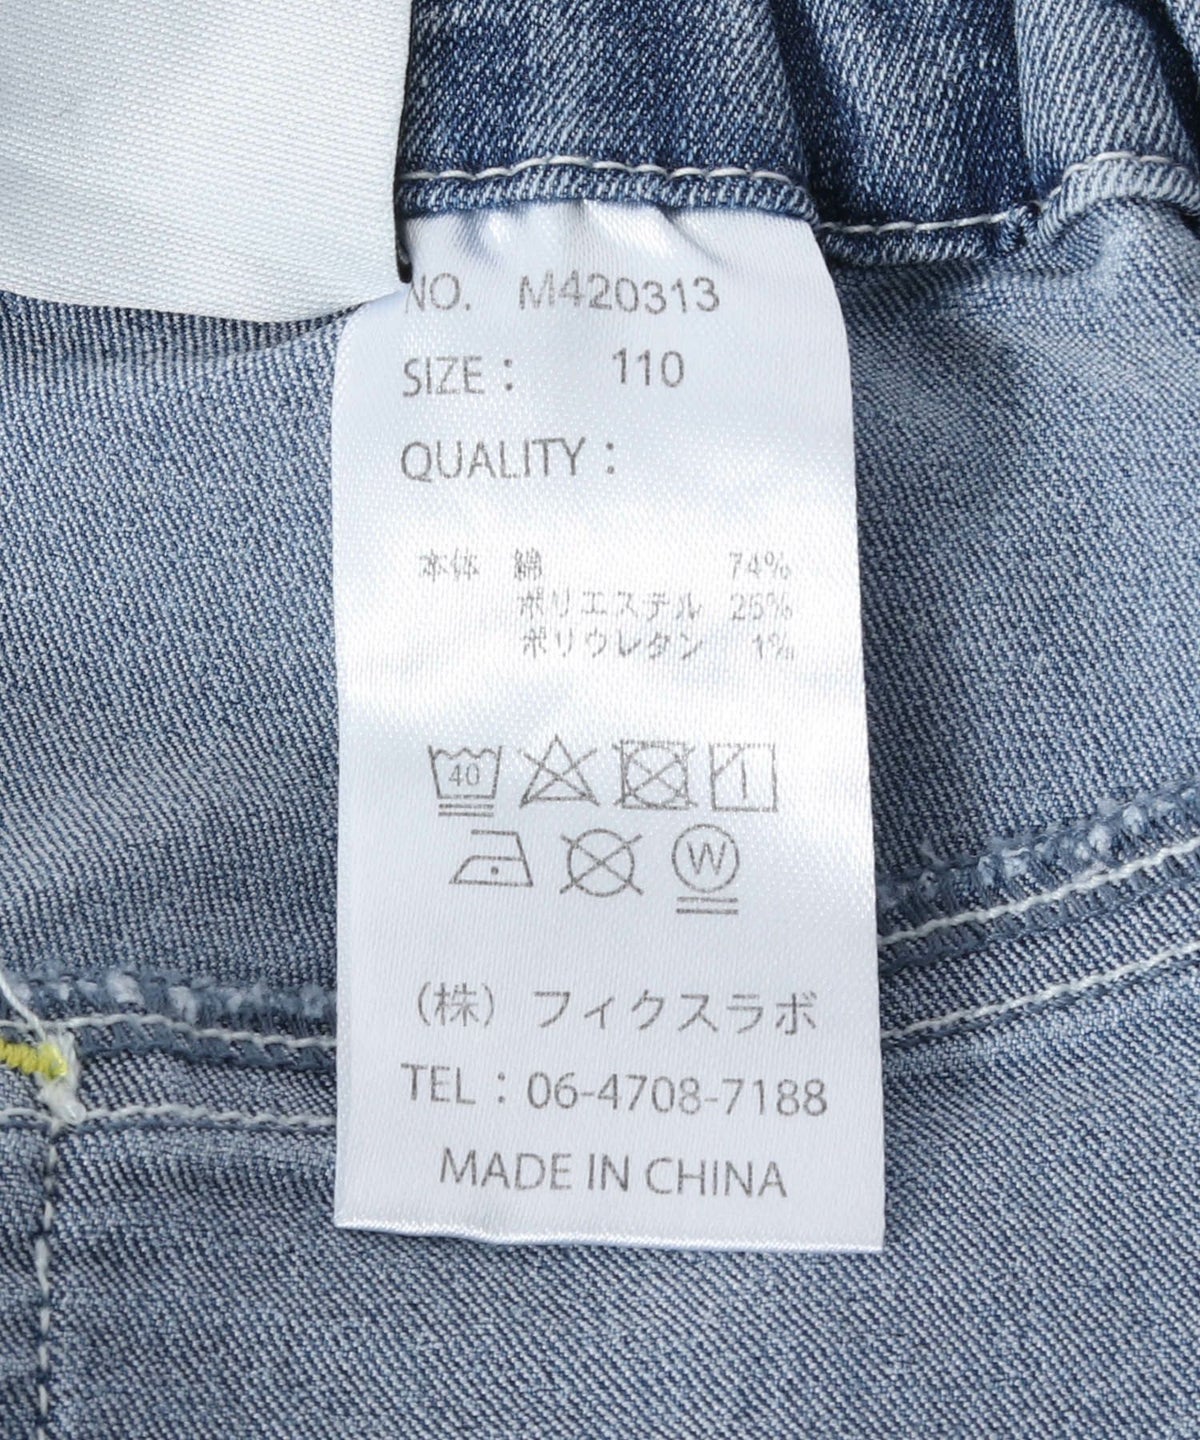 NO. M420313
SIZE： 110
QUALITY：
本体 綿 74%
ポリエステル 25%
ポリウレタン 1%
40
W
（株）フィクスラボ
TEL：06-4708-7188
MADE IN CHINA